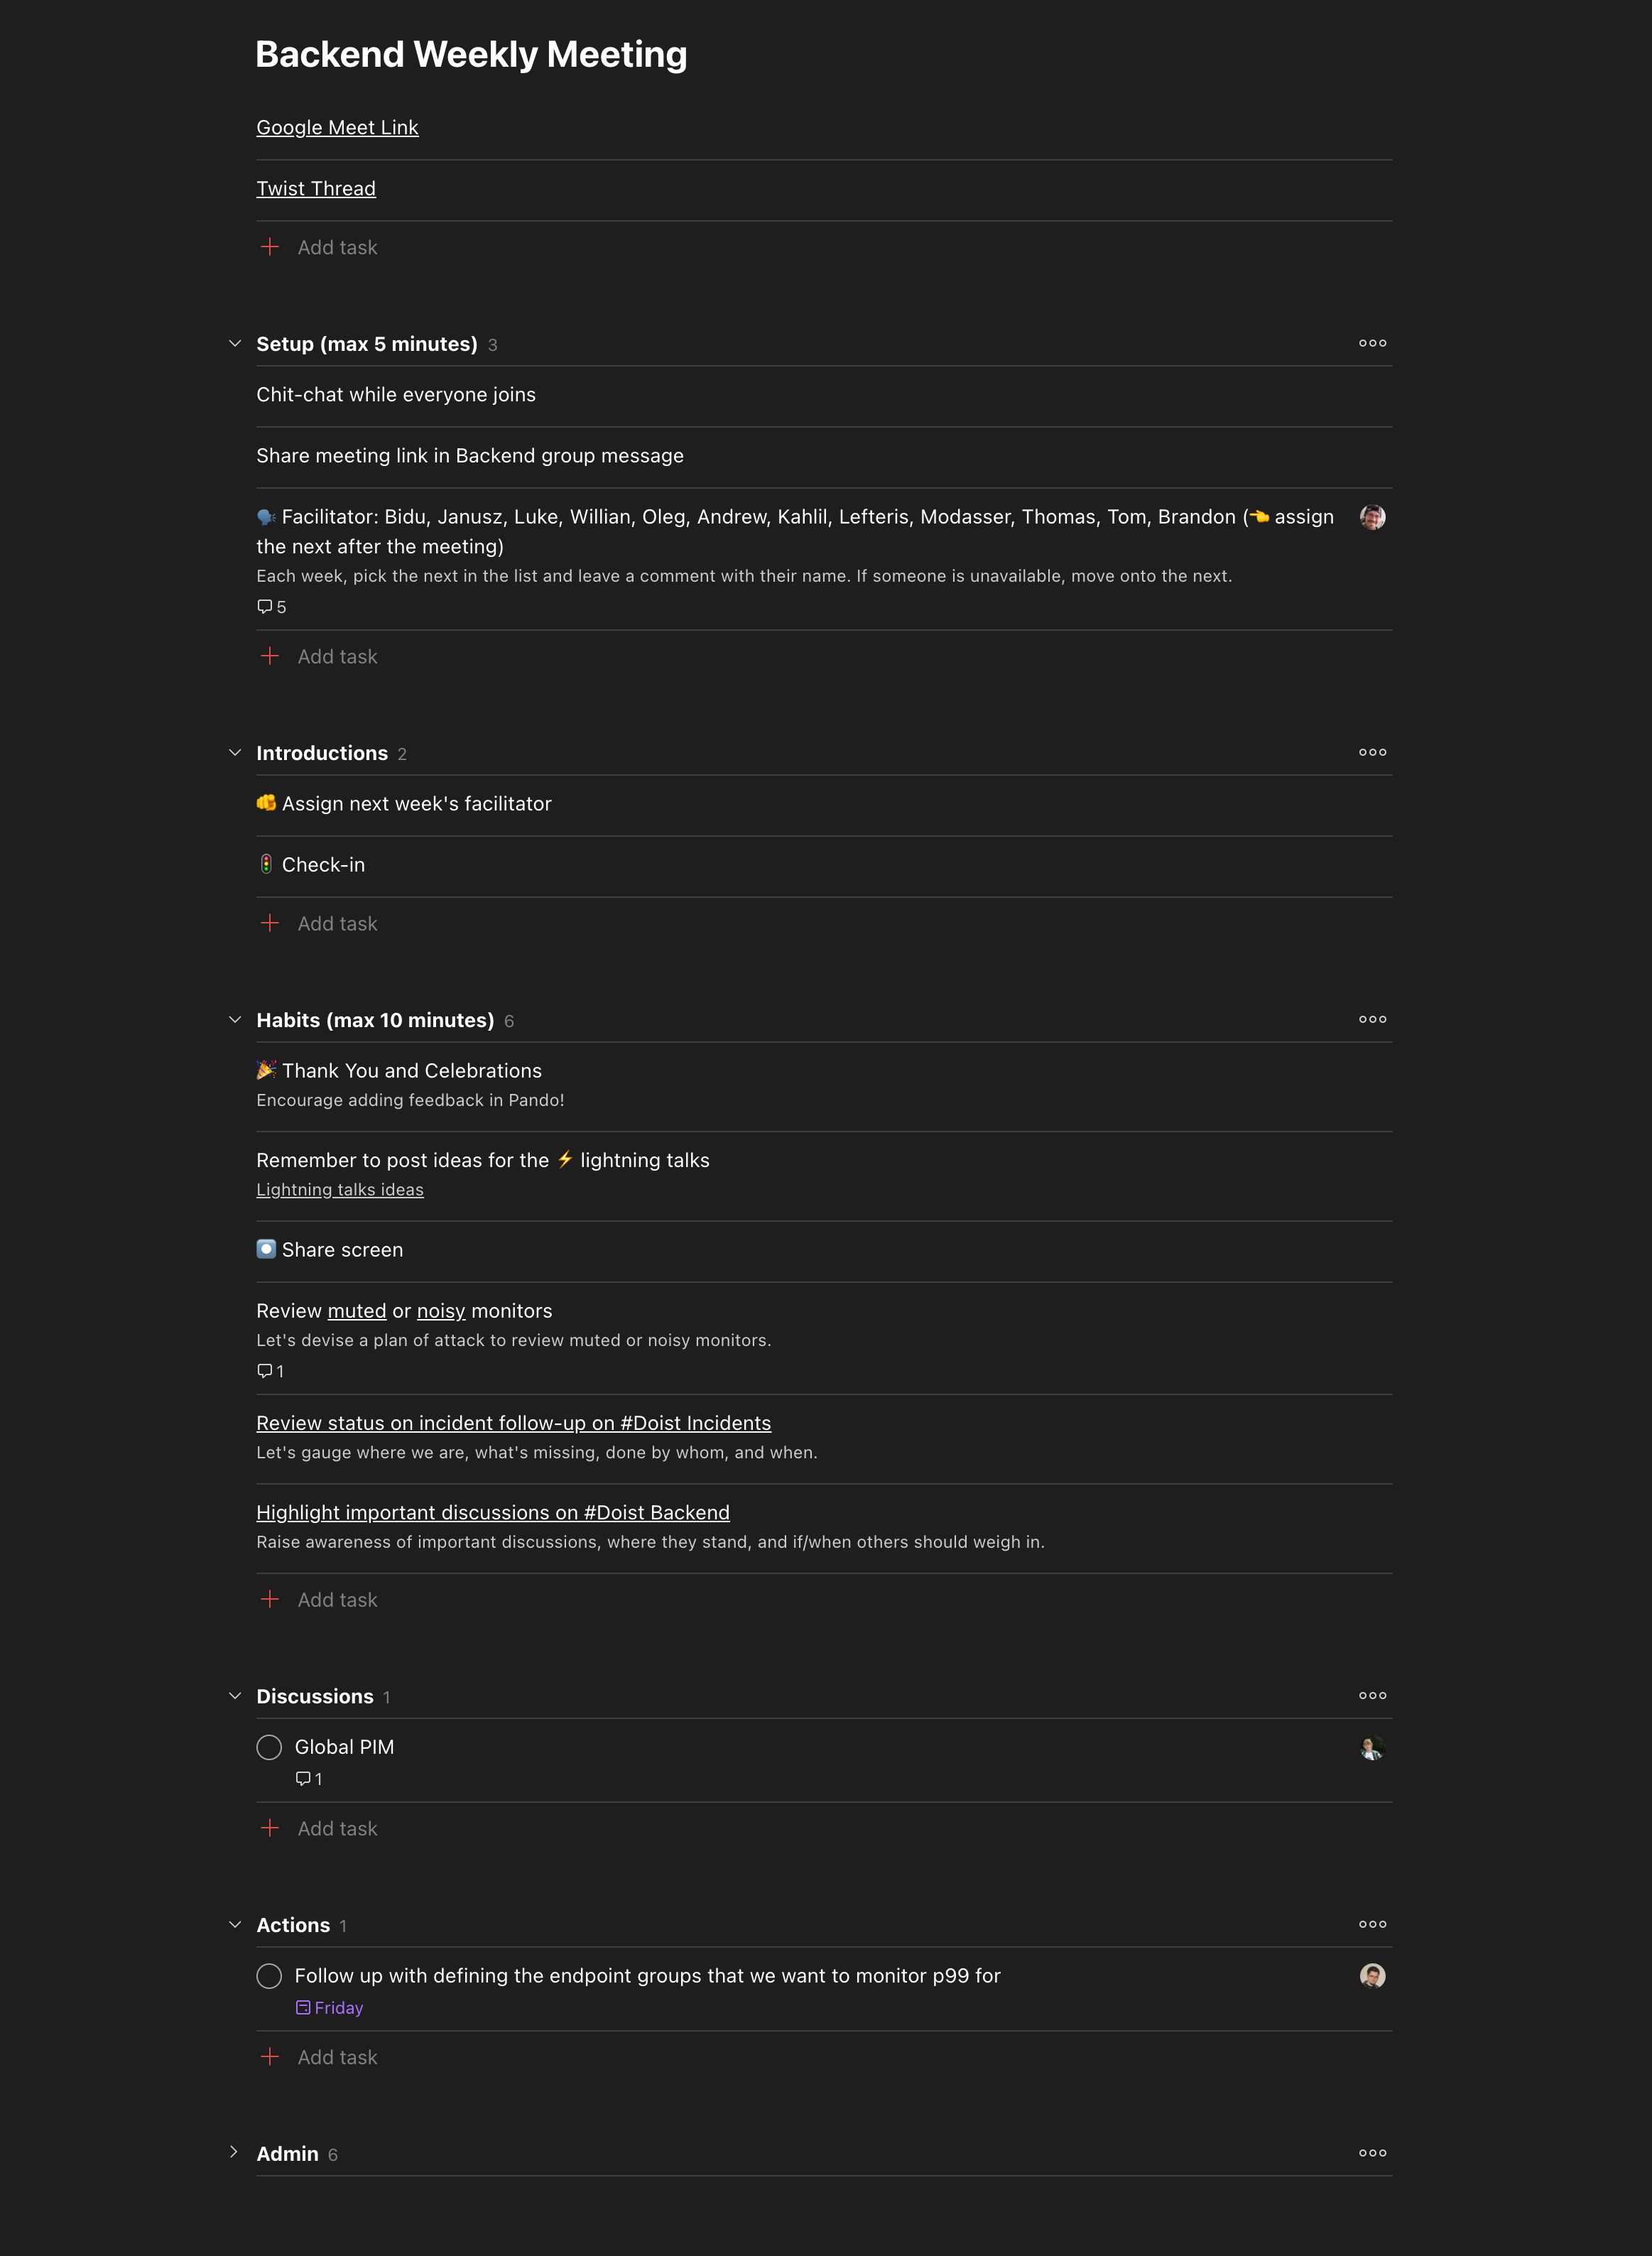 Backend Weekly Meeting
Google Meet Link
Twist Thread
Add task
Setup (max 5 minutes) 3
Chit-chat while everyone joins
Share meeting link in Backend group message
🗣️ Facilitator: Bidu, Janusz, Luke, Willian, Oleg, Andrew, Kahlil, Lefteris, Modasser, Thomas, Tom, Brandon (👈 assign
the next after the meeting)
Each week, pick the next in the list and leave a comment with their name. If someone is unavailable, move onto the next.
5
Add task
Introductions 2
🫵 Assign next week's facilitator
🚦 Check-in
Add task
Habits (max 10 minutes) 6
🎉 Thank You and Celebrations
Encourage adding feedback in Pando!
Remember to post ideas for the ⚡ lightning talks
Lightning talks ideas
⏺️ Share screen
Review muted or noisy monitors
Let's devise a plan of attack to review muted or noisy monitors.
1
Review status on incident follow-up on #Doist Incidents
Let's gauge where we are, what's missing, done by whom, and when.
Highlight important discussions on #Doist Backend
Raise awareness of important discussions, where they stand, and if/when others should weigh in.
Add task
Discussions 1
Global PIM
1
Add task
Actions 1
Follow up with defining the endpoint groups that we want to monitor p99 for
Friday
Add task
Admin 6